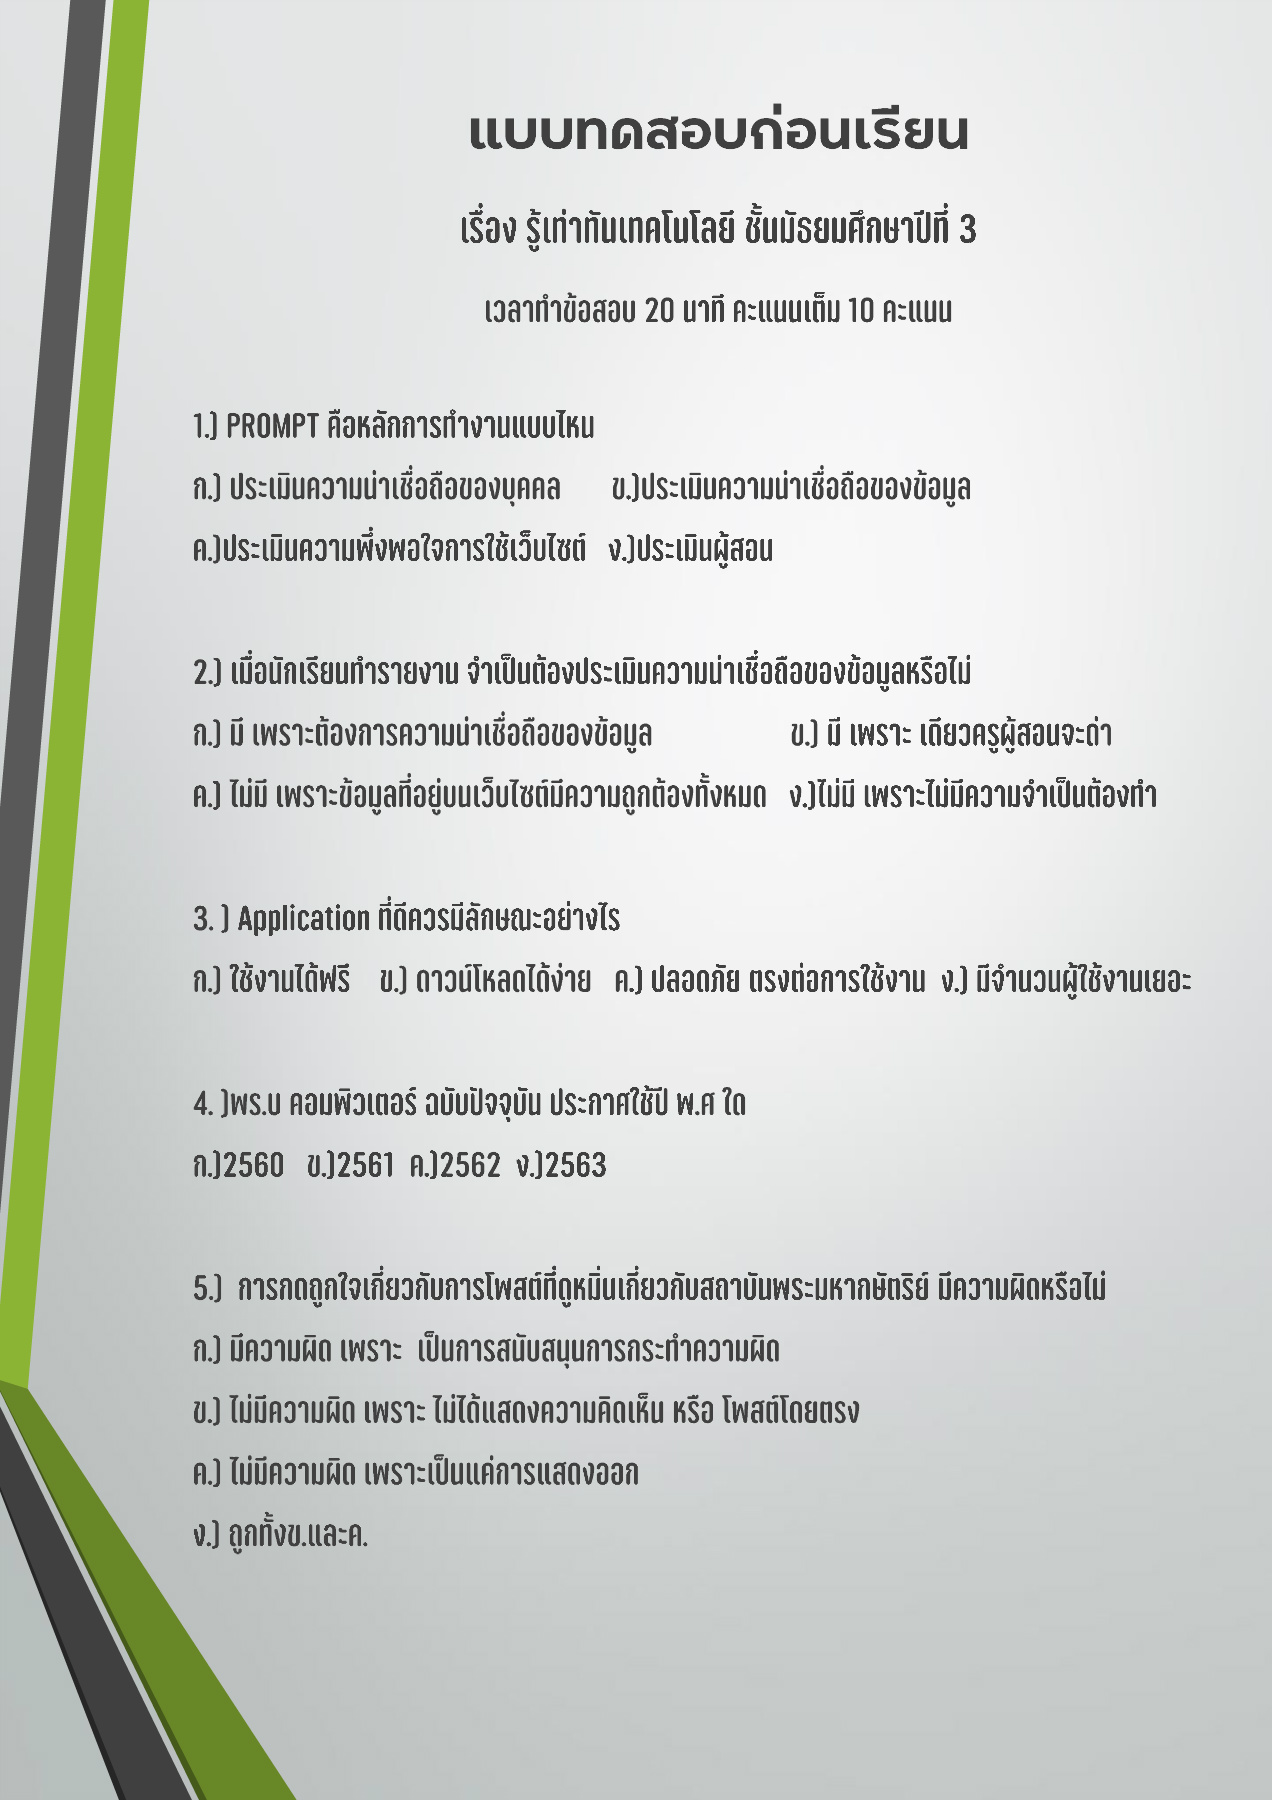 แบบทดสอบก่อนเรียน
เรื่อง รู้เท่าทันเทคโนโลยี ชั้นมัธยมศึกษาปีที่ 3
เวลาทำข้อสอบ 20 นาที คะแนนเต็ม 10 คะแนน
1.) PROMPT คือหลักการทำงานแบบไหน
ก.) ประเมินความน่าเชื่อถือของบุคคล ข.)ประเมินความน่าเชื่อถือของข้อมูล
ค.)ประเมินความพึ่งพอใจการใช้เว็บไซต์ ง.)ประเมินผู้สอน
2.) เมื่อนักเรียนทำรายงาน จำเป็นต้องประเมินความน่าเชื่อถือของข้อมูลหรือไม่
ก.) มี เพราะต้องการความน่าเชื่อถือของข้อมูล ข.) มี เพราะ เดียวครูผู้สอนจะด่า
ค.) ไม่มี เพราะข้อมูลที่อยู่บนเว็บไซต์มีความถูกต้องทั้งหมด ง.)ไม่มี เพราะไม่มีความจำเป็นต้องทำ
3. ) Application ที่ดีควรมีลักษณะอย่างไร
ก.) ใช้งานได้ฟรี ข.) ดาวน์โหลดได้ง่าย ค.) ปลอดภัย ตรงต่อการใช้งาน ง.) มีจำนวนผู้ใช้งานเยอะ
4. )พร.บ คอมพิวเตอร์ ฉบับปัจจุบัน ประกาศใช้ปี พ.ศ ใด
ก.)2560 ข.)2561 ค.)2562 ง.)2563
5.) การกดถูกใจเกี่ยวกับการโพสต์ที่ดูหมิ่นเกี่ยวกับสถาบันพระมหากษัตริย์ มีความผิดหรือไม่
ก.) มีความผิด เพราะ เป็นการสนับสนุนการกระทำความผิด
ข.) ไม่มีความผิด เพราะ ไม่ได้แสดงความคิดเห็น หรือ โพสต์โดยตรง
ค.) ไม่มีความผิด เพราะเป็นแค่การแสดงออก
ง.) ถูกทั้งข.และค.